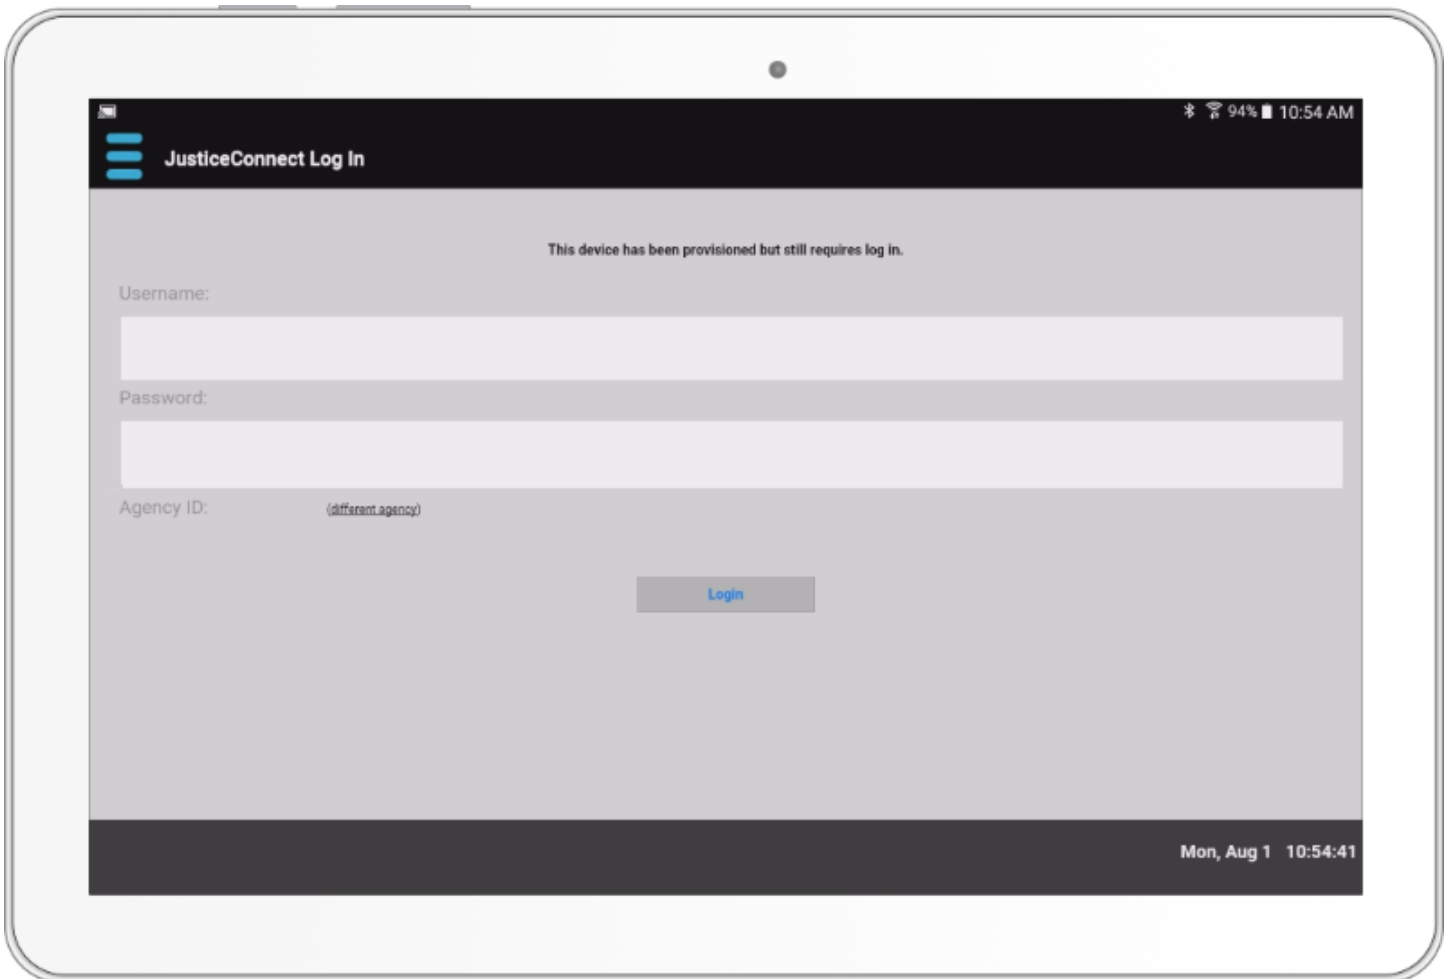 94% 10:54 AM
JusticeConnect Log In
This device has been provisioned but still requires log in.
Username:
Password:
Agency ID: (different agency)
Login
Mon, Aug 1 10:54:41